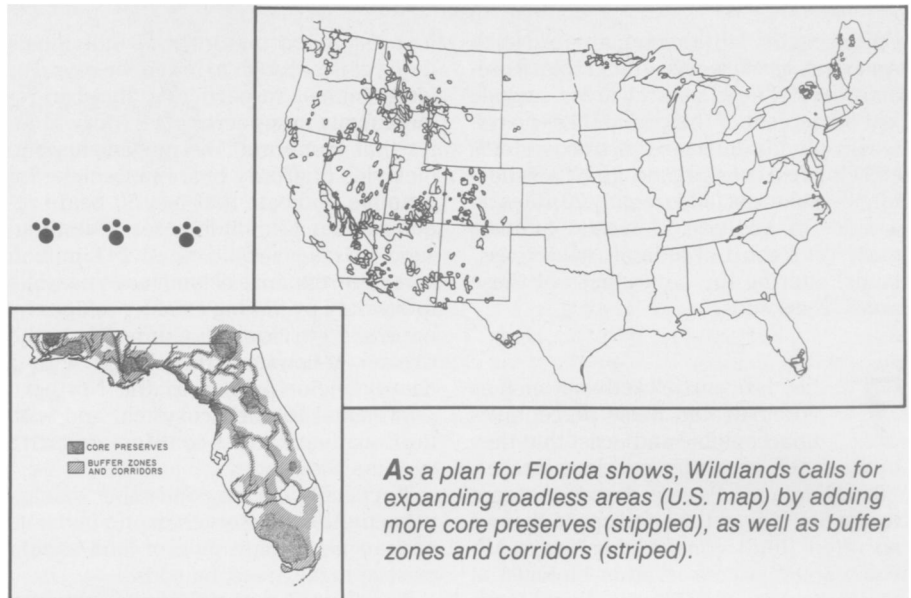 CORE PRESERVES
BUFFER ZONES
AND CORRIDORS
As a plan for Florida shows, Wildlands calls for
expanding roadless areas (U.S. map) by adding
more core preserves (stippled), as well as buffer
zones and corridors (striped).